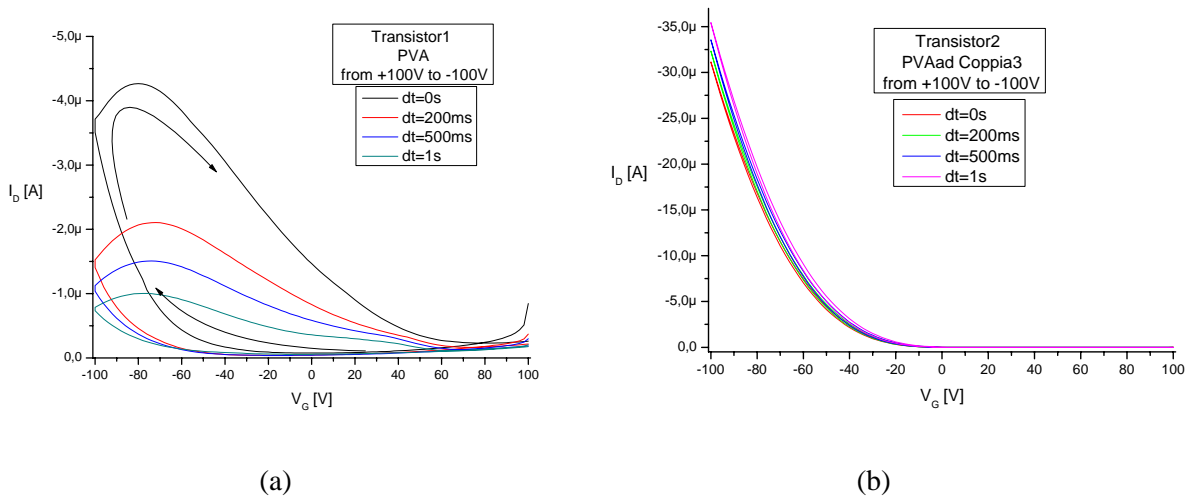 -5,0µ
-4,0µ
-3,0µ
-2,0µ
-1,0µ
0,0
I_D [A]
-100 -80 -60 -40 -20 0 20 40 60 80 100
V_G [V]
Transistor1
PVA
from +100V to -100V
dt=0s
dt=200ms
dt=500ms
dt=1s
(a)
-35,0µ
-30,0µ
-25,0µ
-20,0µ
-15,0µ
-10,0µ
-5,0µ
0,0
I_D [A]
-100 -80 -60 -40 -20 0 20 40 60 80 100
V_G [V]
Transistor2
PVAad Coppia3
from +100V to -100V
dt=0s
dt=200ms
dt=500ms
dt=1s
(b)